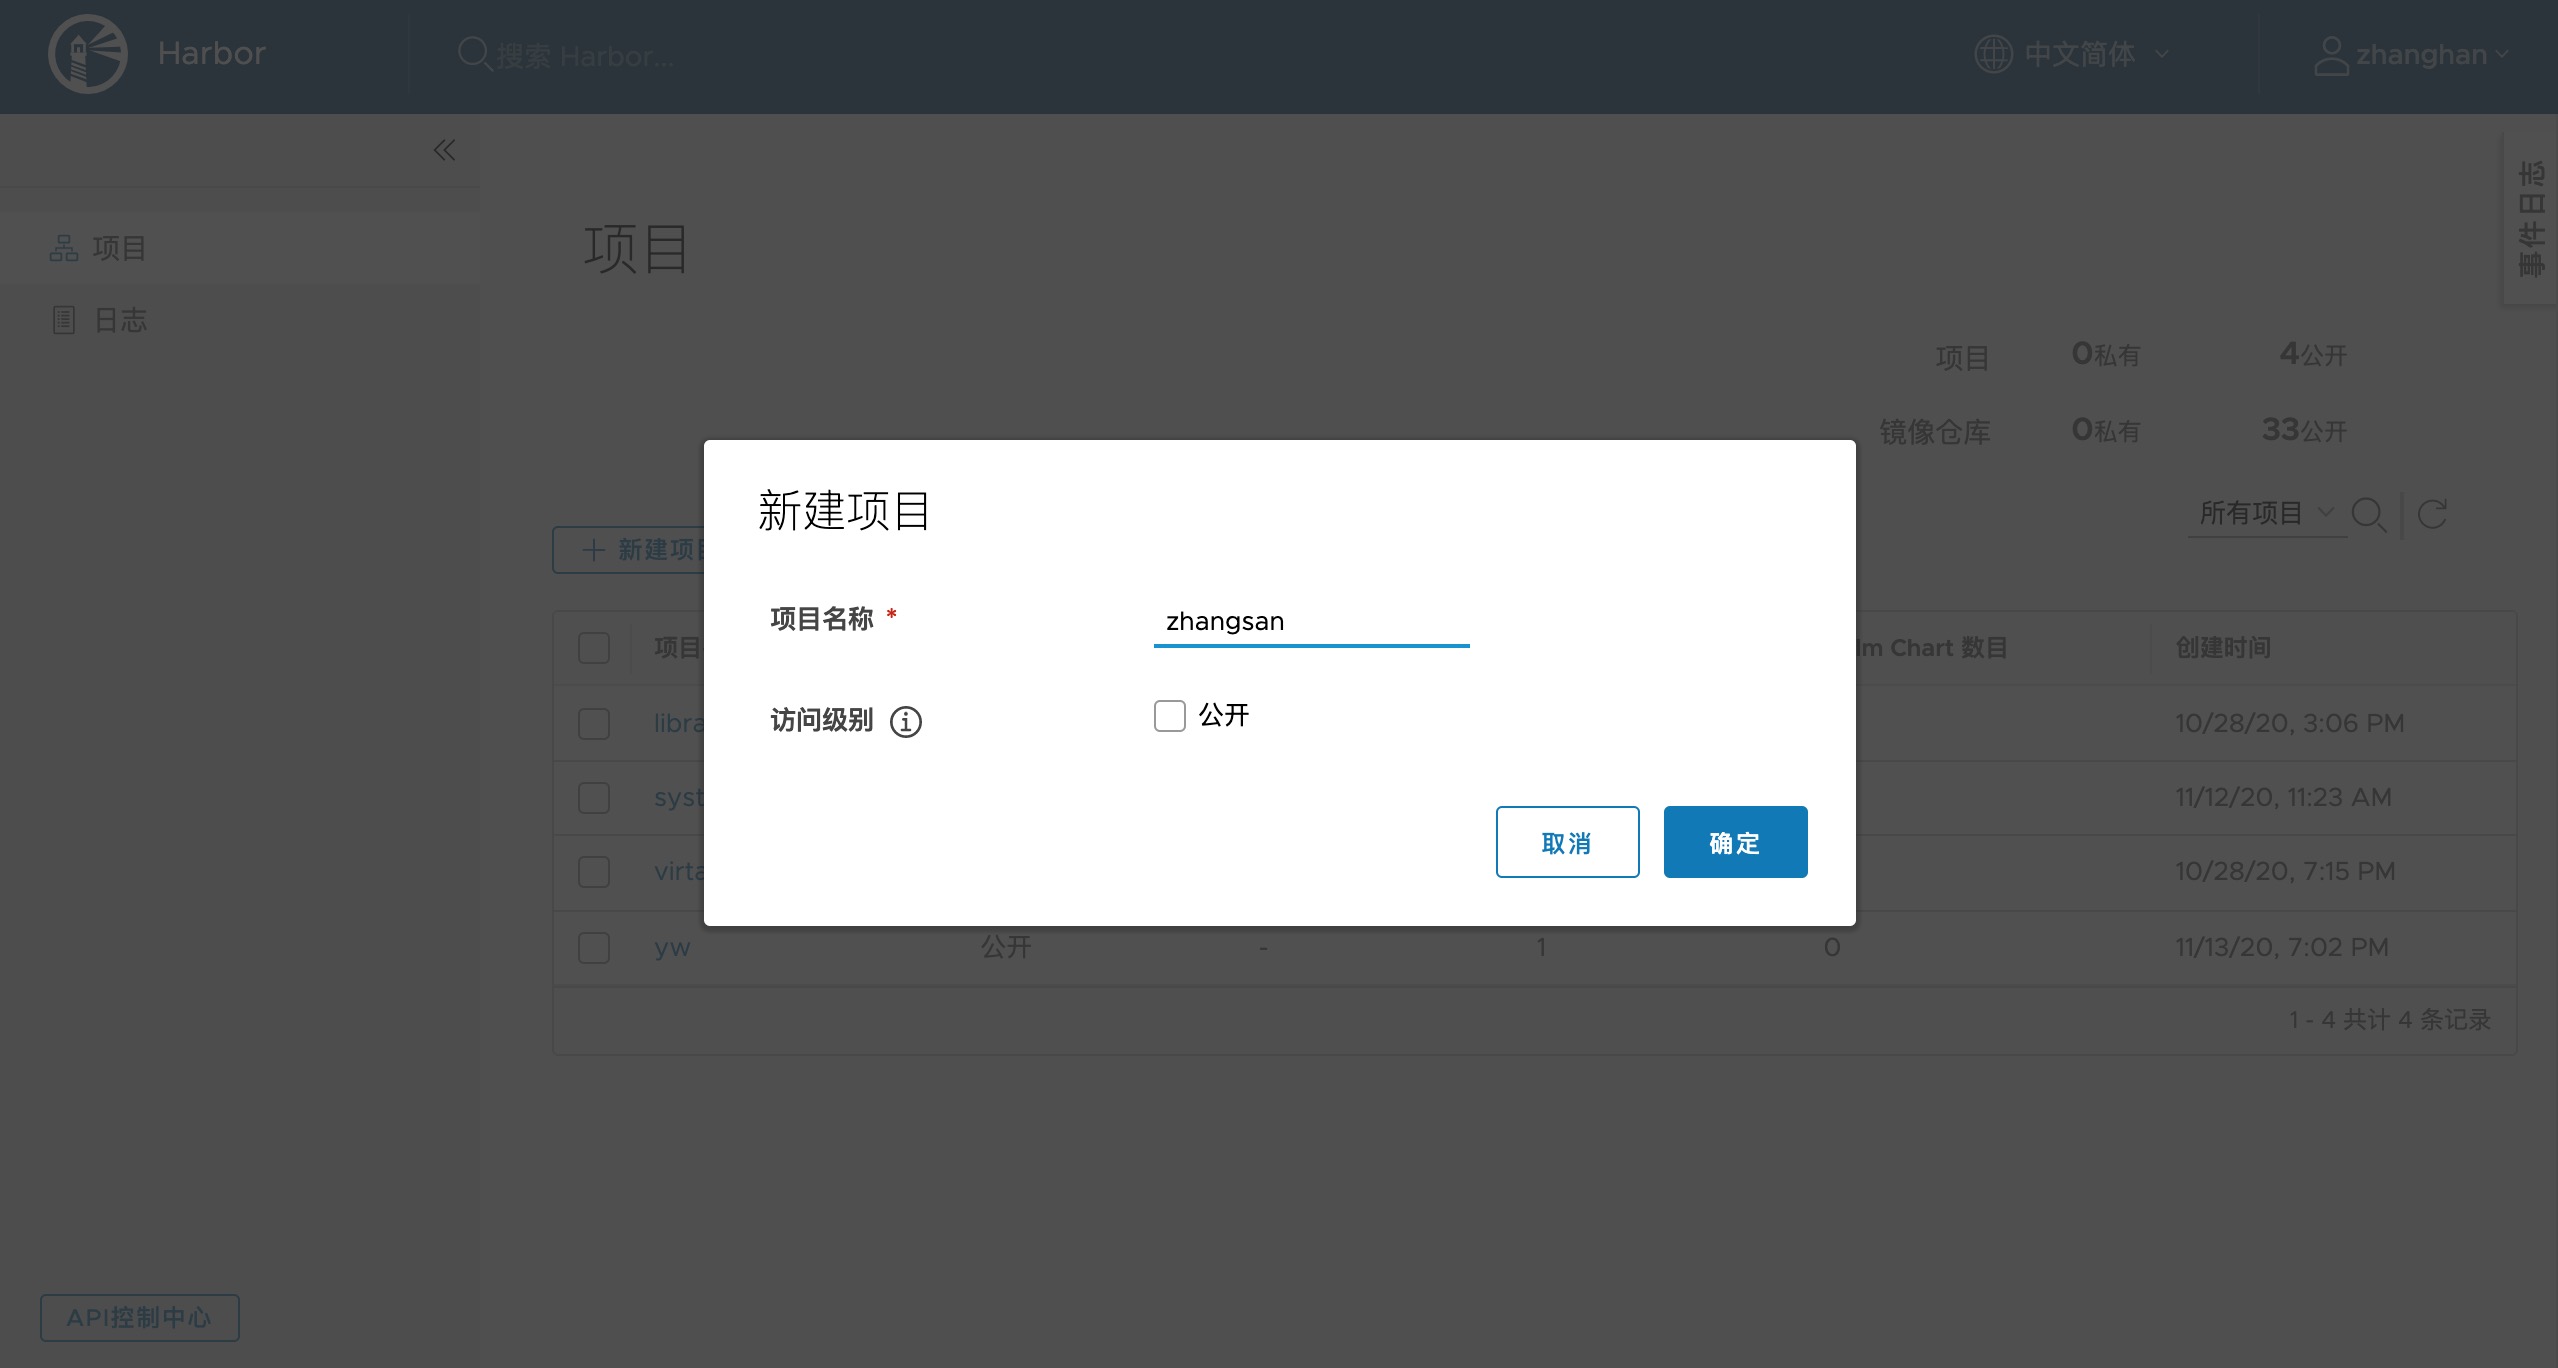 Harbor
搜索 Harbor...
中文简体
zhanghan
事件日志
项目
日志
项目
项目 0私有 4公开
镜像仓库 0私有 33公开
所有项目
新建项目
项目名称 *
zhangsan
访问级别
公开
取消
确定
新建项
项目
lm Chart 数目
创建时间
libra
10/28/20, 3:06 PM
syst
11/12/20, 11:23 AM
virta
10/28/20, 7:15 PM
yw 公开 - 1 0 11/13/20, 7:02 PM
1 - 4 共计 4 条记录
API控制中心